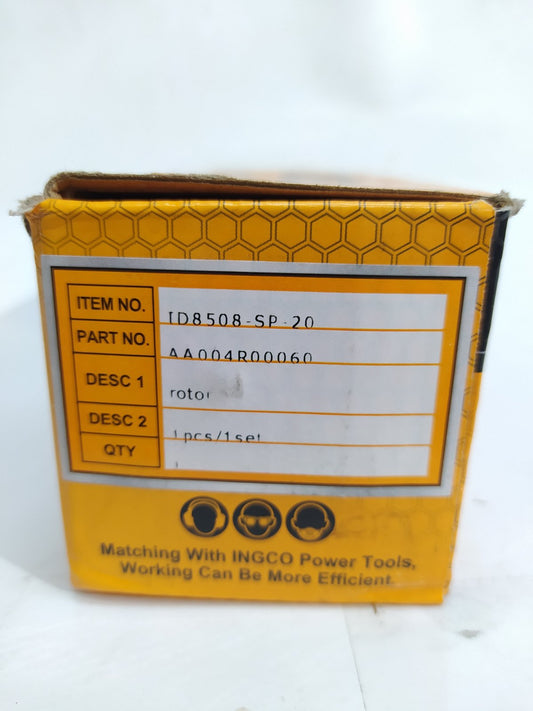 ITEM NO. ID8508-SP-20
PART NO. AA004R00060
DESC 1 rotor
DESC 2 1pcs/1set
QTY
Matching With INGCO Power Tools,
Working Can Be More Efficient.